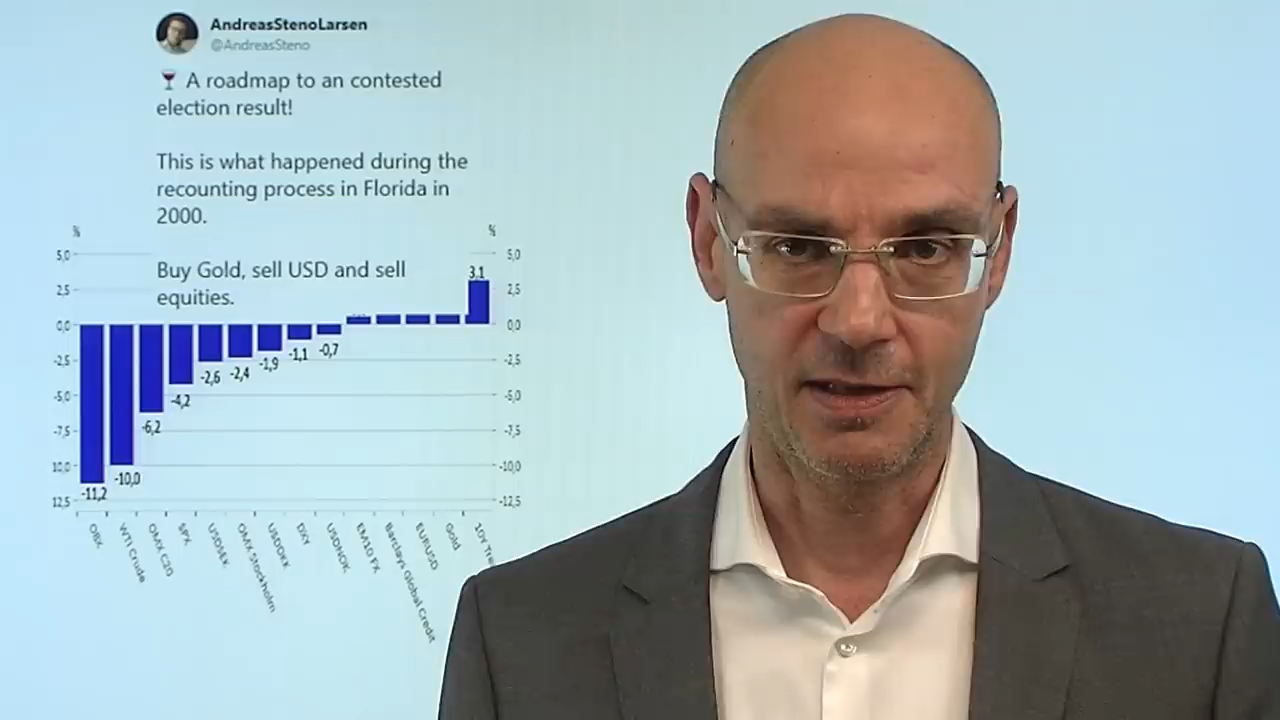 AndreasStenoLarsen
@AndreasSteno
A roadmap to an contested
election result!
This is what happened during the
recounting process in Florida in
2000.
Buy Gold, sell USD and sell
equities.
% %
5,0 5,0
3,1
2,5 2,5
0,0 0,0
-0,7
-1,1
-1,9
-2,4
-2,6
-2,5 -2,5
-4,2
-5,0 -5,0
-6,2
-7,5 -7,5
10,0 -10,0
-10,0
-11,2
12,5 -12,5
OBX
WTI Crude
OMX C20
SPX
USDSEK
OMX Stockholm
USDDKK
DXY
USDNOK
EM10 FX
Barclays Global Credit
EURUSD
Gold
10Y Tre